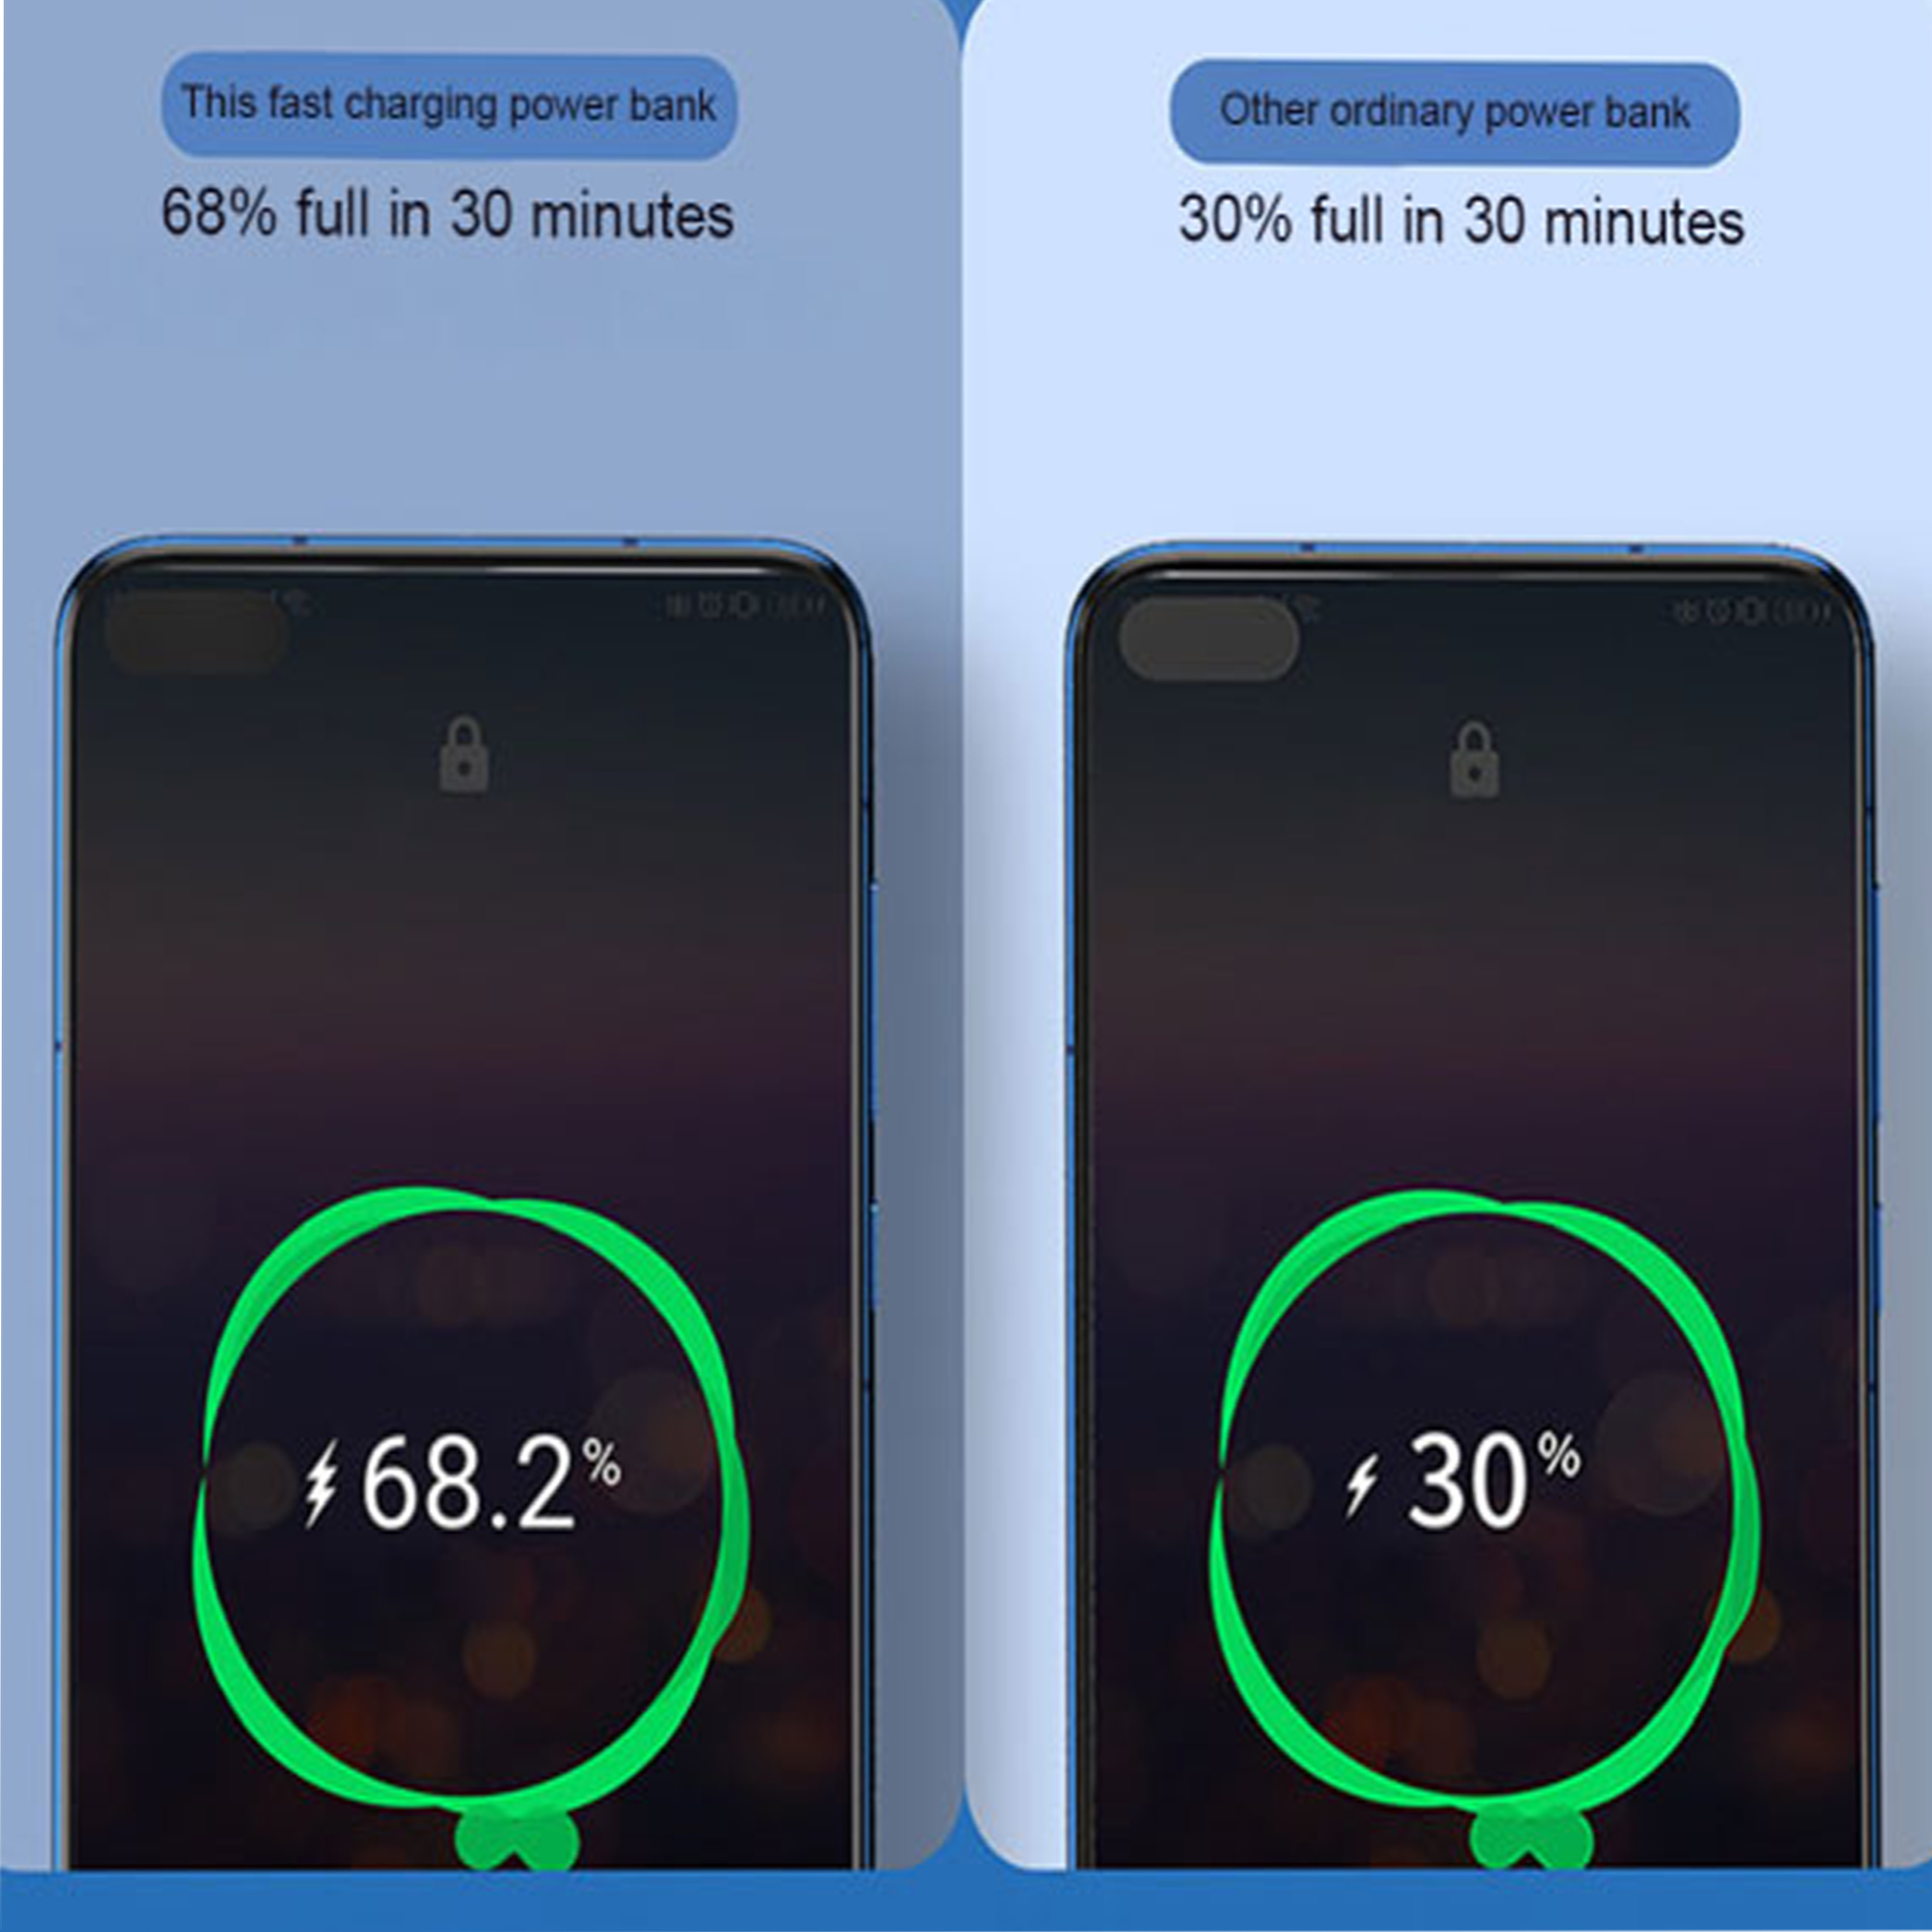 This fast charging power bank
68% full in 30 minutes
68.2%
Other ordinary power bank
30% full in 30 minutes
30%